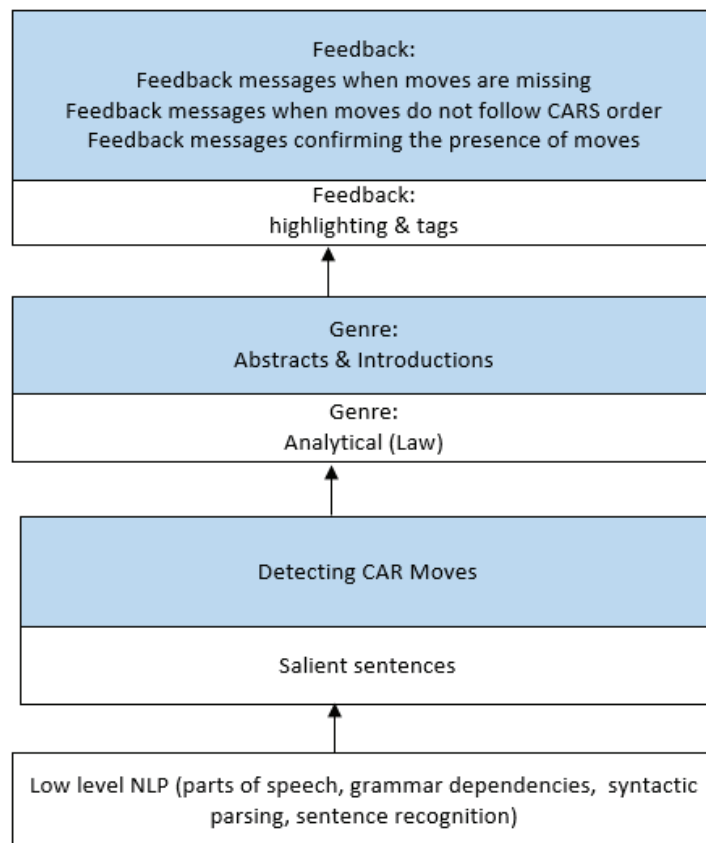 Feedback:
Feedback messages when moves are missing
Feedback messages when moves do not follow CARS order
Feedback messages confirming the presence of moves
Feedback:
highlighting & tags
Genre:
Abstracts & Introductions
Genre:
Analytical (Law)
Detecting CAR Moves
Salient sentences
Low level NLP (parts of speech, grammar dependencies, syntactic
parsing, sentence recognition)